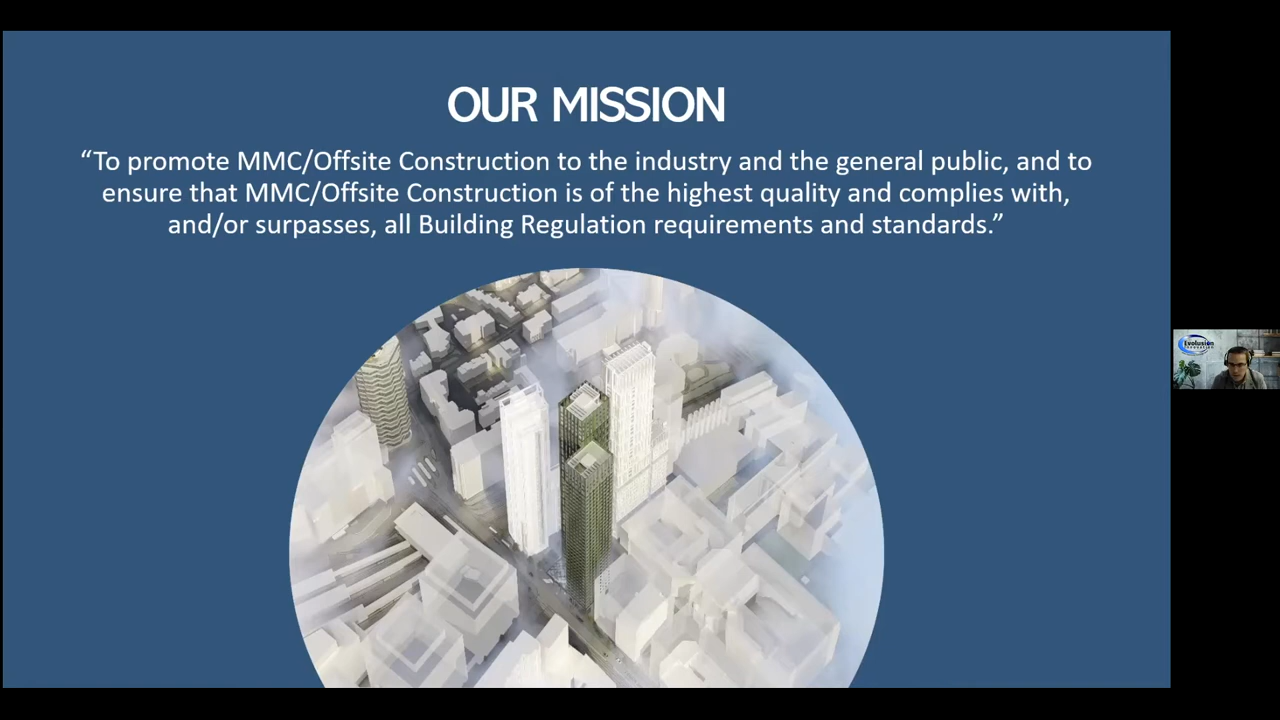 OUR MISSION
“To promote MMC/Offsite Construction to the industry and the general public, and to
ensure that MMC/Offsite Construction is of the highest quality and complies with,
and/or surpasses, all Building Regulation requirements and standards.”
Evolusion
innovation